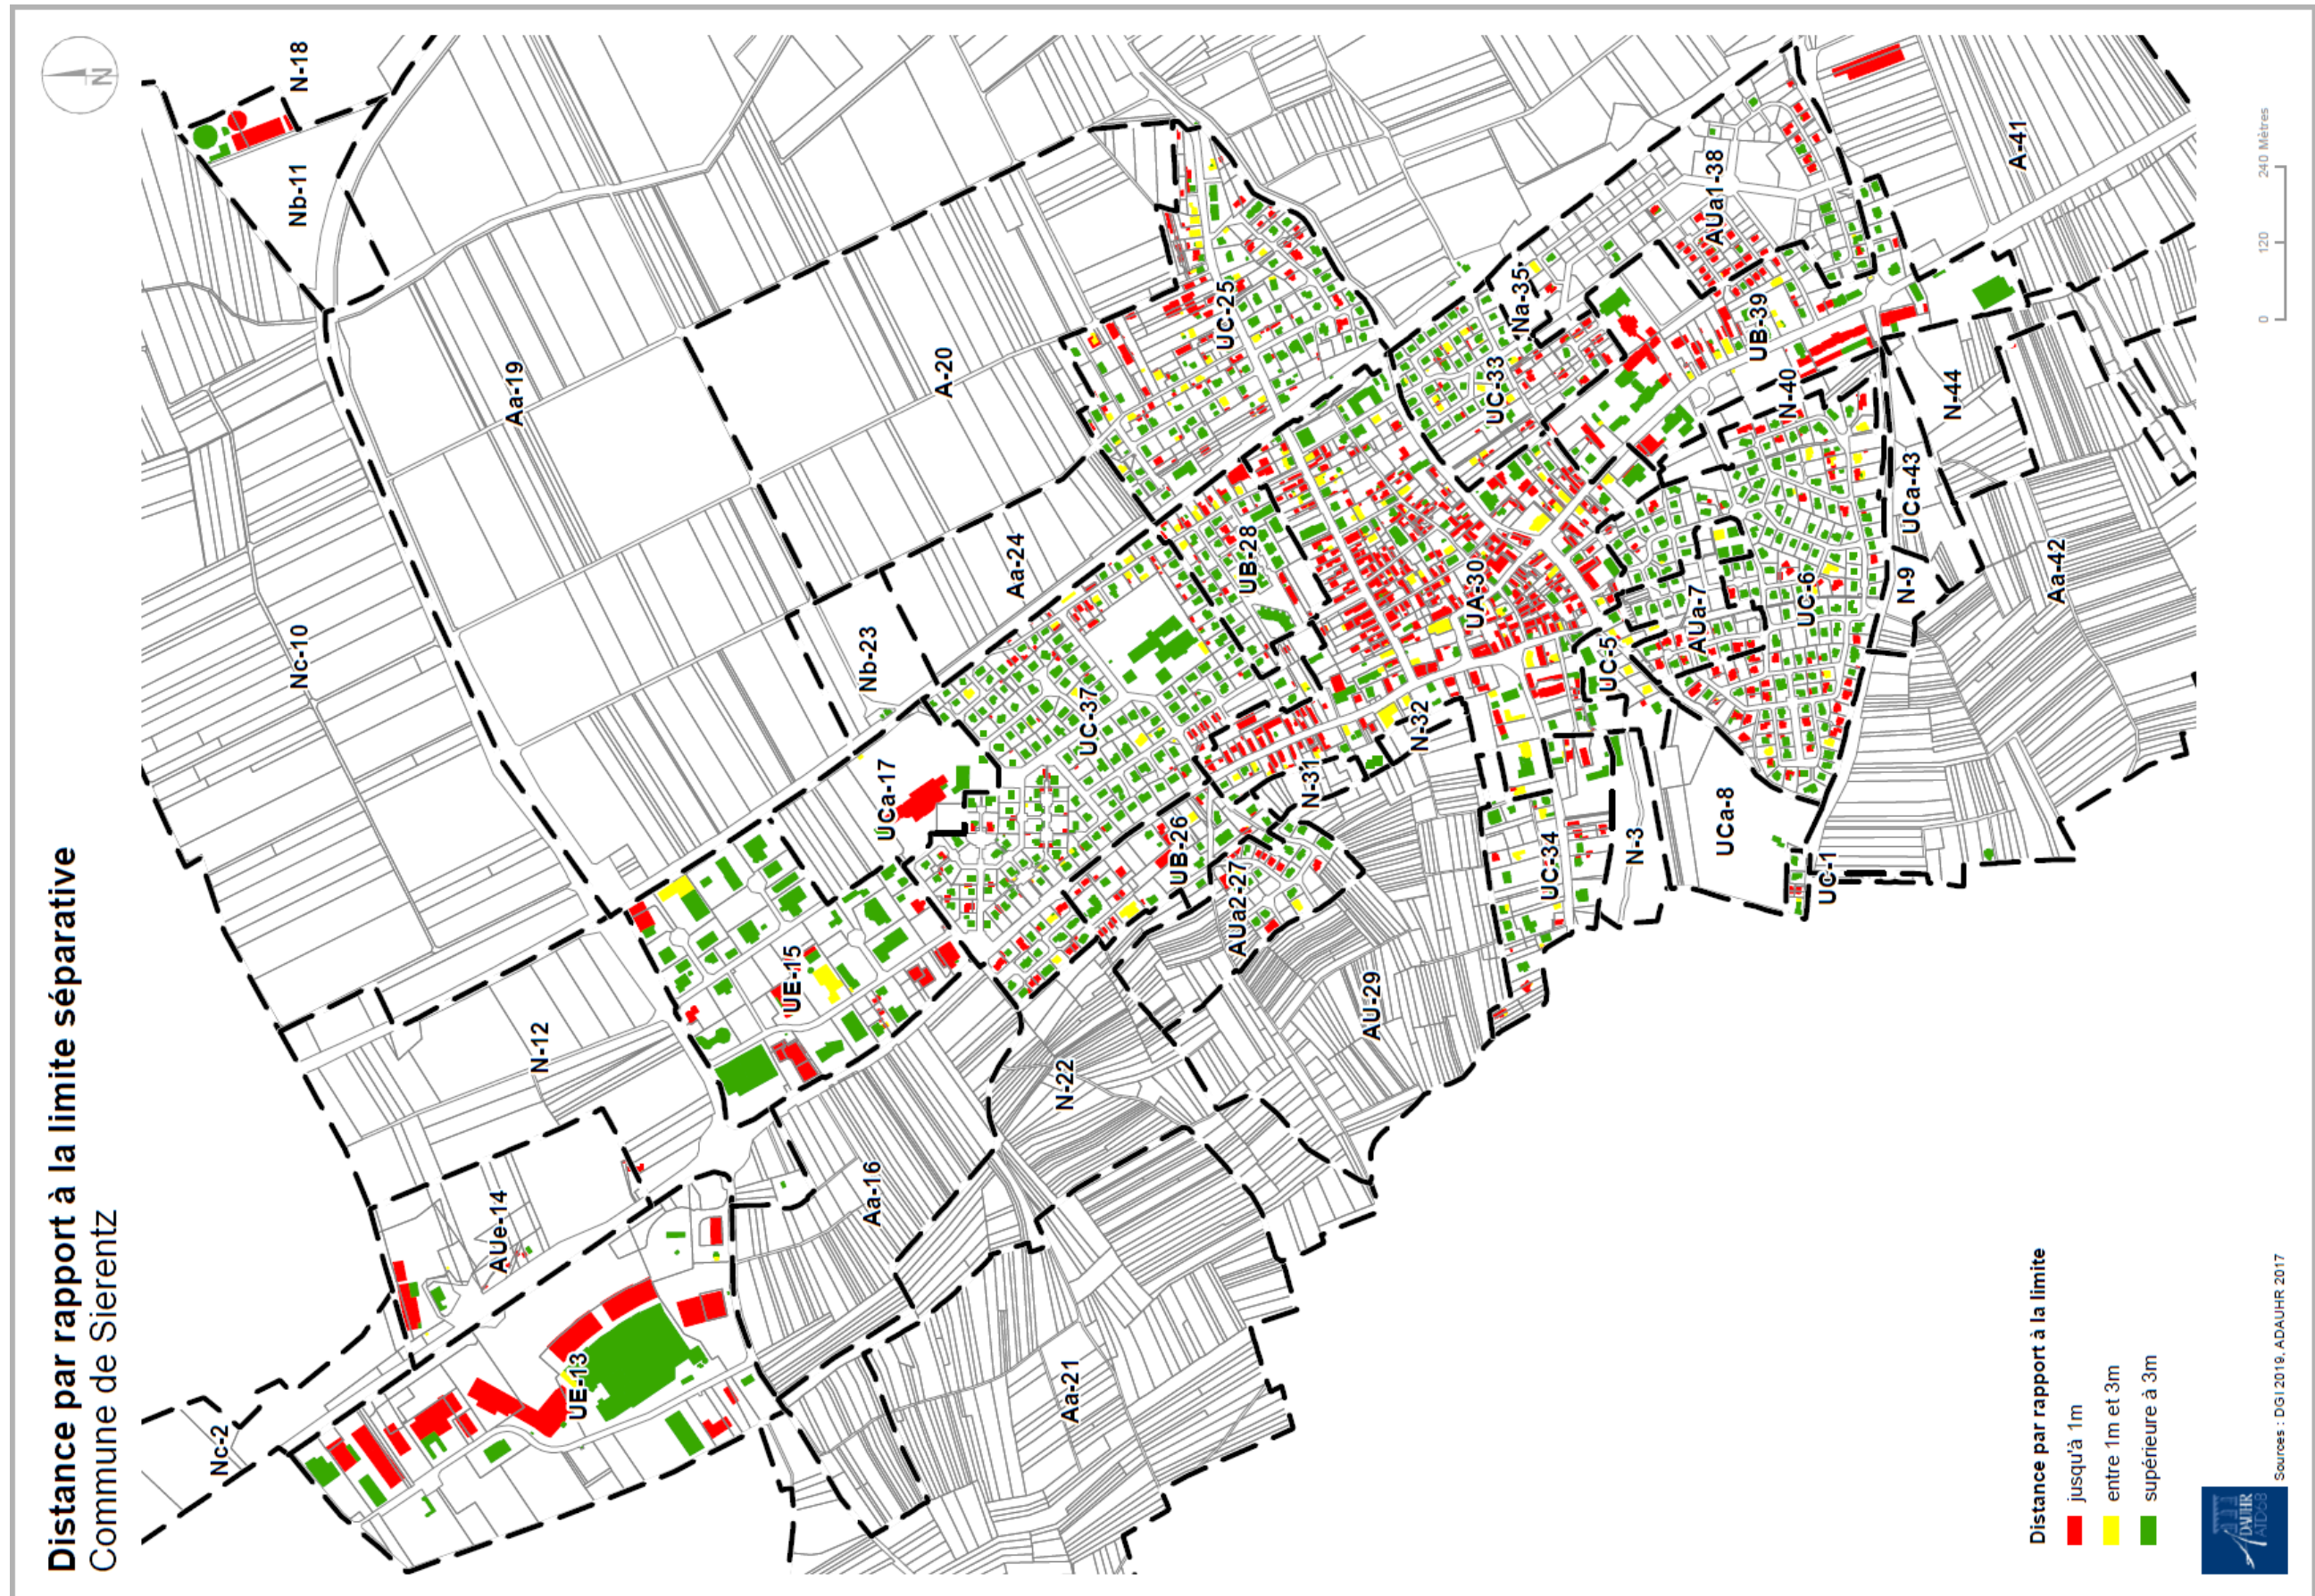 Distance par rapport à la limite séparative
Commune de Sierentz
N
Nc-2
UE-13
AUe-14
N-12
Nc-10
Nb-11
N-18
Aa-19
A-20
Aa-24
Nb-23
UCa-17
UE-15
Aa-16
Aa-21
N-22
UC-37
UB-26
AUa2-27
AU-29
N-31
N-32
UB-28
UC-25
UA-30
UC-33
Na-35
AUa1-38
UB-39
N-40
A-41
N-44
UCa-43
Aa-42
N-9
UC-6
AUa-7
UC-5
UC-34
N-3
UCa-8
UC-1
Distance par rapport à la limite
jusqu'à 1m
entre 1m et 3m
supérieure à 3m
0 120 240 Mètres
ADAUHR
ATD68
Sources : DGI 2019, ADAUHR 2017